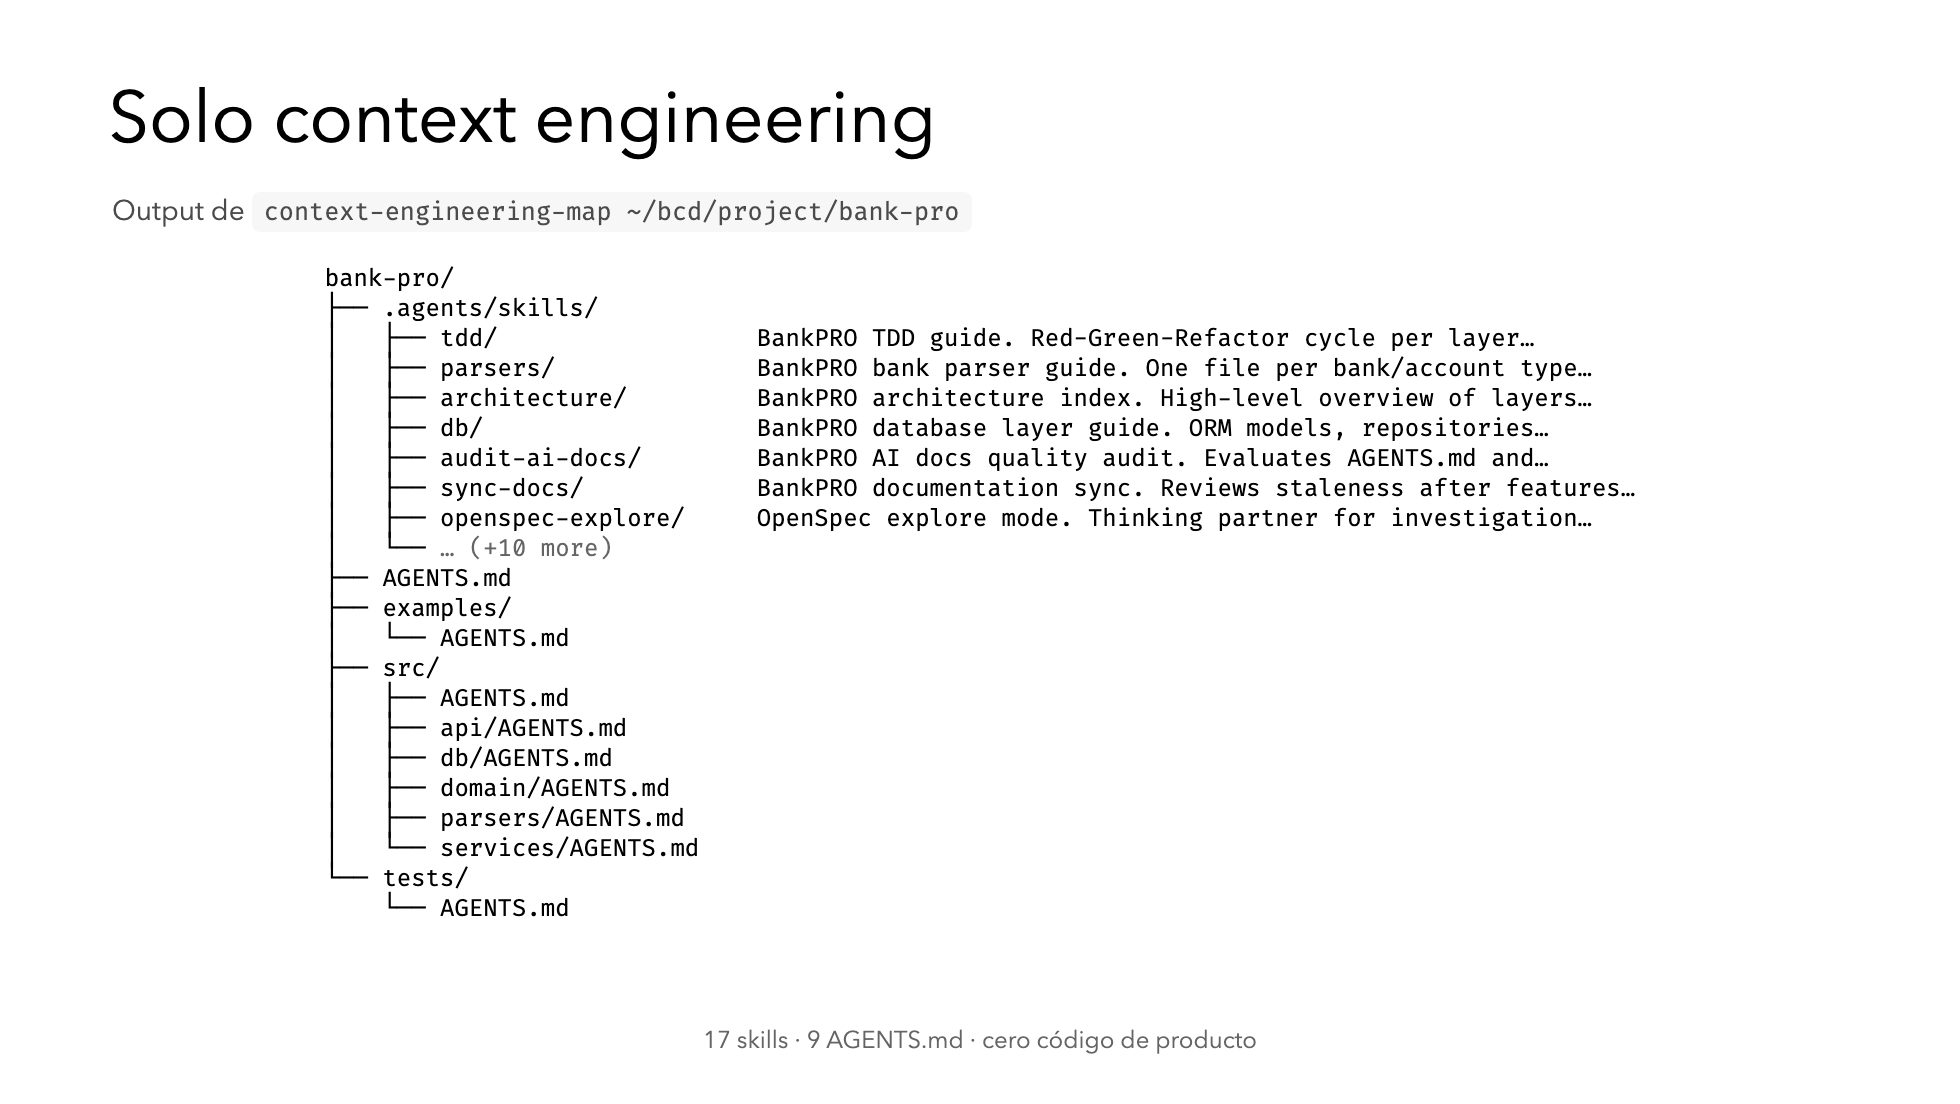 Solo context engineering
Output de context-engineering-map ~/bcd/project/bank-pro
bank-pro/
├── .agents/skills/
│   ├── tdd/                  BankPRO TDD guide. Red-Green-Refactor cycle per layer…
│   ├── parsers/              BankPRO bank parser guide. One file per bank/account type…
│   ├── architecture/         BankPRO architecture index. High-level overview of layers…
│   ├── db/                   BankPRO database layer guide. ORM models, repositories…
│   ├── audit-ai-docs/        BankPRO AI docs quality audit. Evaluates AGENTS.md and…
│   ├── sync-docs/            BankPRO documentation sync. Reviews staleness after features…
│   ├── openspec-explore/     OpenSpec explore mode. Thinking partner for investigation…
│   └── … (+10 more)
├── AGENTS.md
├── examples/
│   └── AGENTS.md
├── src/
│   ├── AGENTS.md
│   ├── api/AGENTS.md
│   ├── db/AGENTS.md
│   ├── domain/AGENTS.md
│   ├── parsers/AGENTS.md
│   └── services/AGENTS.md
└── tests/
    └── AGENTS.md
17 skills · 9 AGENTS.md · cero código de producto